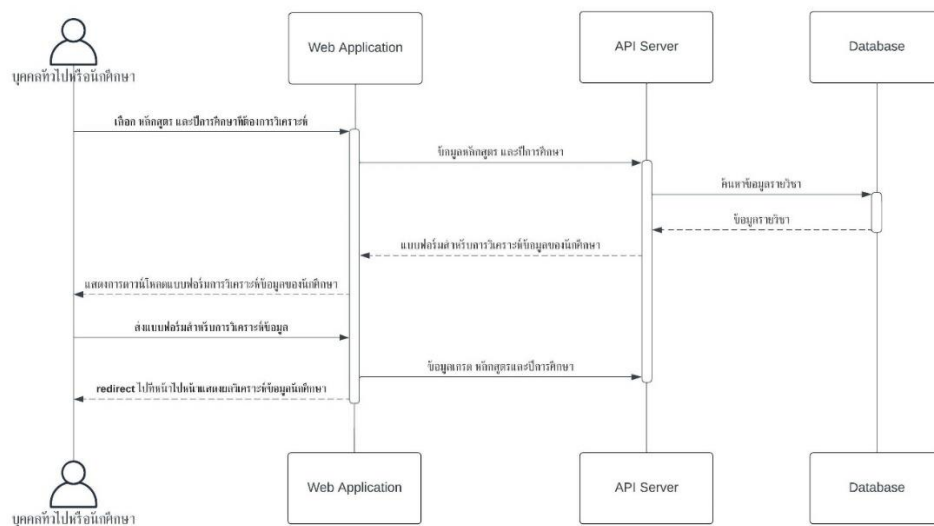 Web Application
API Server
Database
บุคคลทั่วไปหรือนักศึกษา
เลือก หลักสูตร และปีการศึกษาที่ต้องการวิเคราะห์
ข้อมูลหลักสูตร และปีการศึกษา
ค้นหาข้อมูลรายวิชา
ข้อมูลรายวิชา
แบบฟอร์มสำหรับการวิเคราะห์ข้อมูลของนักศึกษา
แสดงการดาวน์โหลดแบบฟอร์มการวิเคราะห์ข้อมูลของนักศึกษา
ส่งแบบฟอร์มสำหรับการวิเคราะห์ข้อมูล
ข้อมูลเกรด หลักสูตรและปีการศึกษา
redirect ไปที่หน้าไปหน้าแสดงผลวิเคราะห์ข้อมูลนักศึกษา
Web Application
API Server
Database
บุคคลทั่วไปหรือนักศึกษา